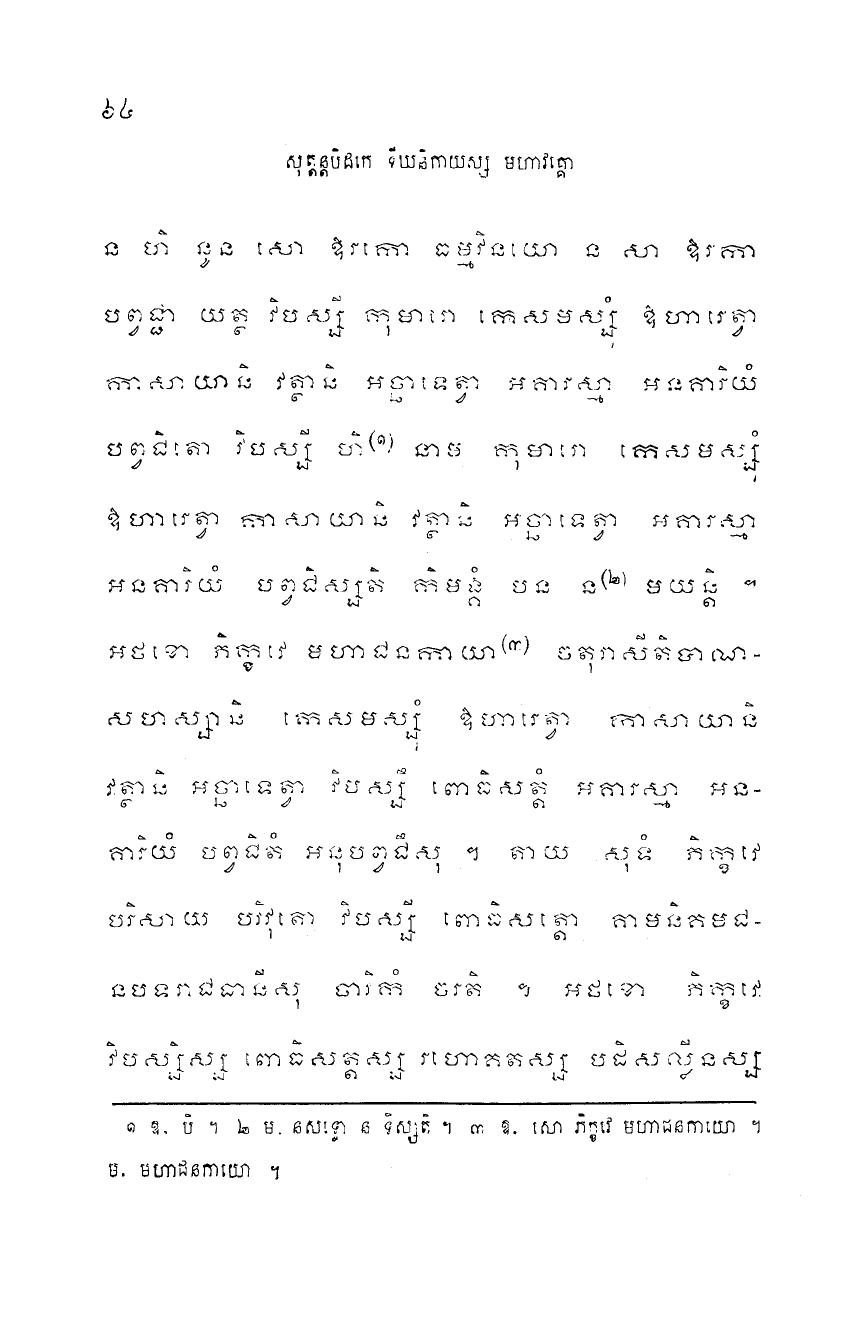 ៦៤
សុត្តន្តបិដកេ ទីឃនិកាយស្ស មហាវគ្គោ
ន ហិ នូន សោ ឱរកោ ធម្មវិនយោ ន សា ឱរកា
បព្វជ្ជា យត្ថ វិបស្សី កុមារោ កេសមស្សុំ ឱហារេត្វា
កាសាយានិ វត្ថានិ អច្ឆាទេត្វា អគារស្មា អនគារិយំ
បព្វជិតោ វិបស្សី ហិ(១) នាម កុមារោ កេសមស្សុំ
ឱហារេត្វា កាសាយានិ វត្ថានិ អច្ឆាទេត្វា អគារស្មា
អនគារិយំ បព្វជិស្សតិ កិមង្គំ បន ន(២) មយន្តិ ។
អថខោ ភិក្ខវេ មហាជនកាយា(៣) ចតុរាសីតិបាណ-
សហស្សានិ កេសមស្សុំ ឱហារេត្វា កាសាយានិ
វត្ថានិ អច្ឆាទេត្វា វិបស្សឹ ពោធិសត្តំ អគារស្មា អន-
គារិយំ បព្វជិតំ អនុបព្វជឹសុ ។ តាយ សុទំ ភិក្ខវេ
បរិសាយ បរិវុតោ វិបស្សី ពោធិសត្តោ គាមនិគមជ-
នបទរាជធានីសុ ចារិកំ ចរតិ ។ អថខោ ភិក្ខវេ
វិបស្សិស្ស ពោធិសត្តស្ស រហោគតស្ស បដិសល្លីនស្ស
១ ឱ. បិ ។ ២ ម. នសទ្ទោ ន ទិស្សតិ ។ ៣ ឱ. សោ ភិក្ខវេ មហាជនកាយោ ។
ម. មហាជនកាយោ ។